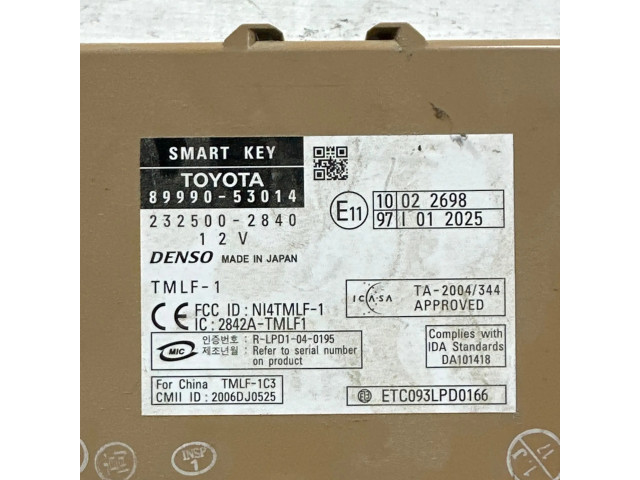 SMART KEY
TOYOTA
89990-53014
232500-2840
12V
DENSO MADE IN JAPAN
E11
10 02 2698
97 I 01 2025
TMLF-1
CE FCC ID : NI4TMLF-1
IC : 2842A-TMLF1
ICASA TA-2004/344
APPROVED
MIC 인증번호 : R-LPD1-04-0195
제조년월 : Refer to serial number
on product
Complies with
IDA Standards
DA101418
For China TMLF-1C3
CMII ID : 2006DJ0525
ETC093LPD0166
INSP
1
17